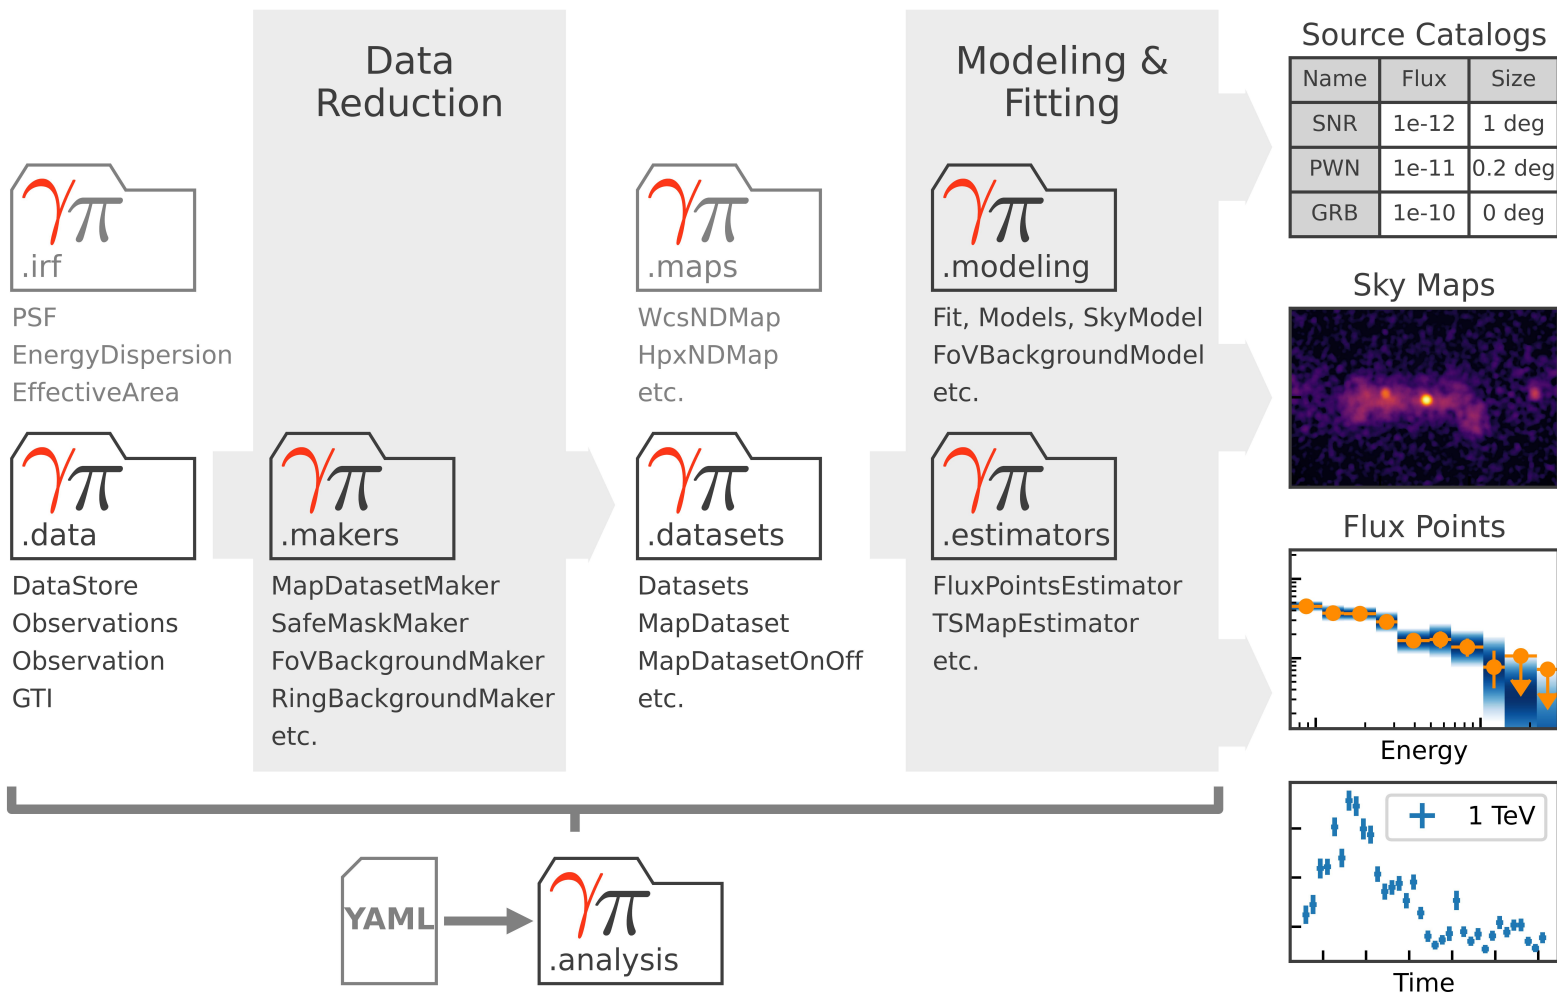 Data
Reduction
Modeling &
Fitting
Source Catalogs
Name Flux Size
SNR 1e-12 1 deg
PWN 1e-11 0.2 deg
GRB 1e-10 0 deg
γπ
.irf
PSF
EnergyDispersion
EffectiveArea
γπ
.maps
WcsNDMap
HpxNDMap
etc.
γπ
.modeling
Fit, Models, SkyModel
FoVBackgroundModel
etc.
Sky Maps
γπ
.data
DataStore
Observations
Observation
GTI
γπ
.makers
MapDatasetMaker
SafeMaskMaker
FoVBackgroundMaker
RingBackgroundMaker
etc.
γπ
.datasets
Datasets
MapDataset
MapDatasetOnOff
etc.
γπ
.estimators
FluxPointsEstimator
TSMapEstimator
etc.
Flux Points
Energy
1 TeV
Time
YAML
γπ
.analysis